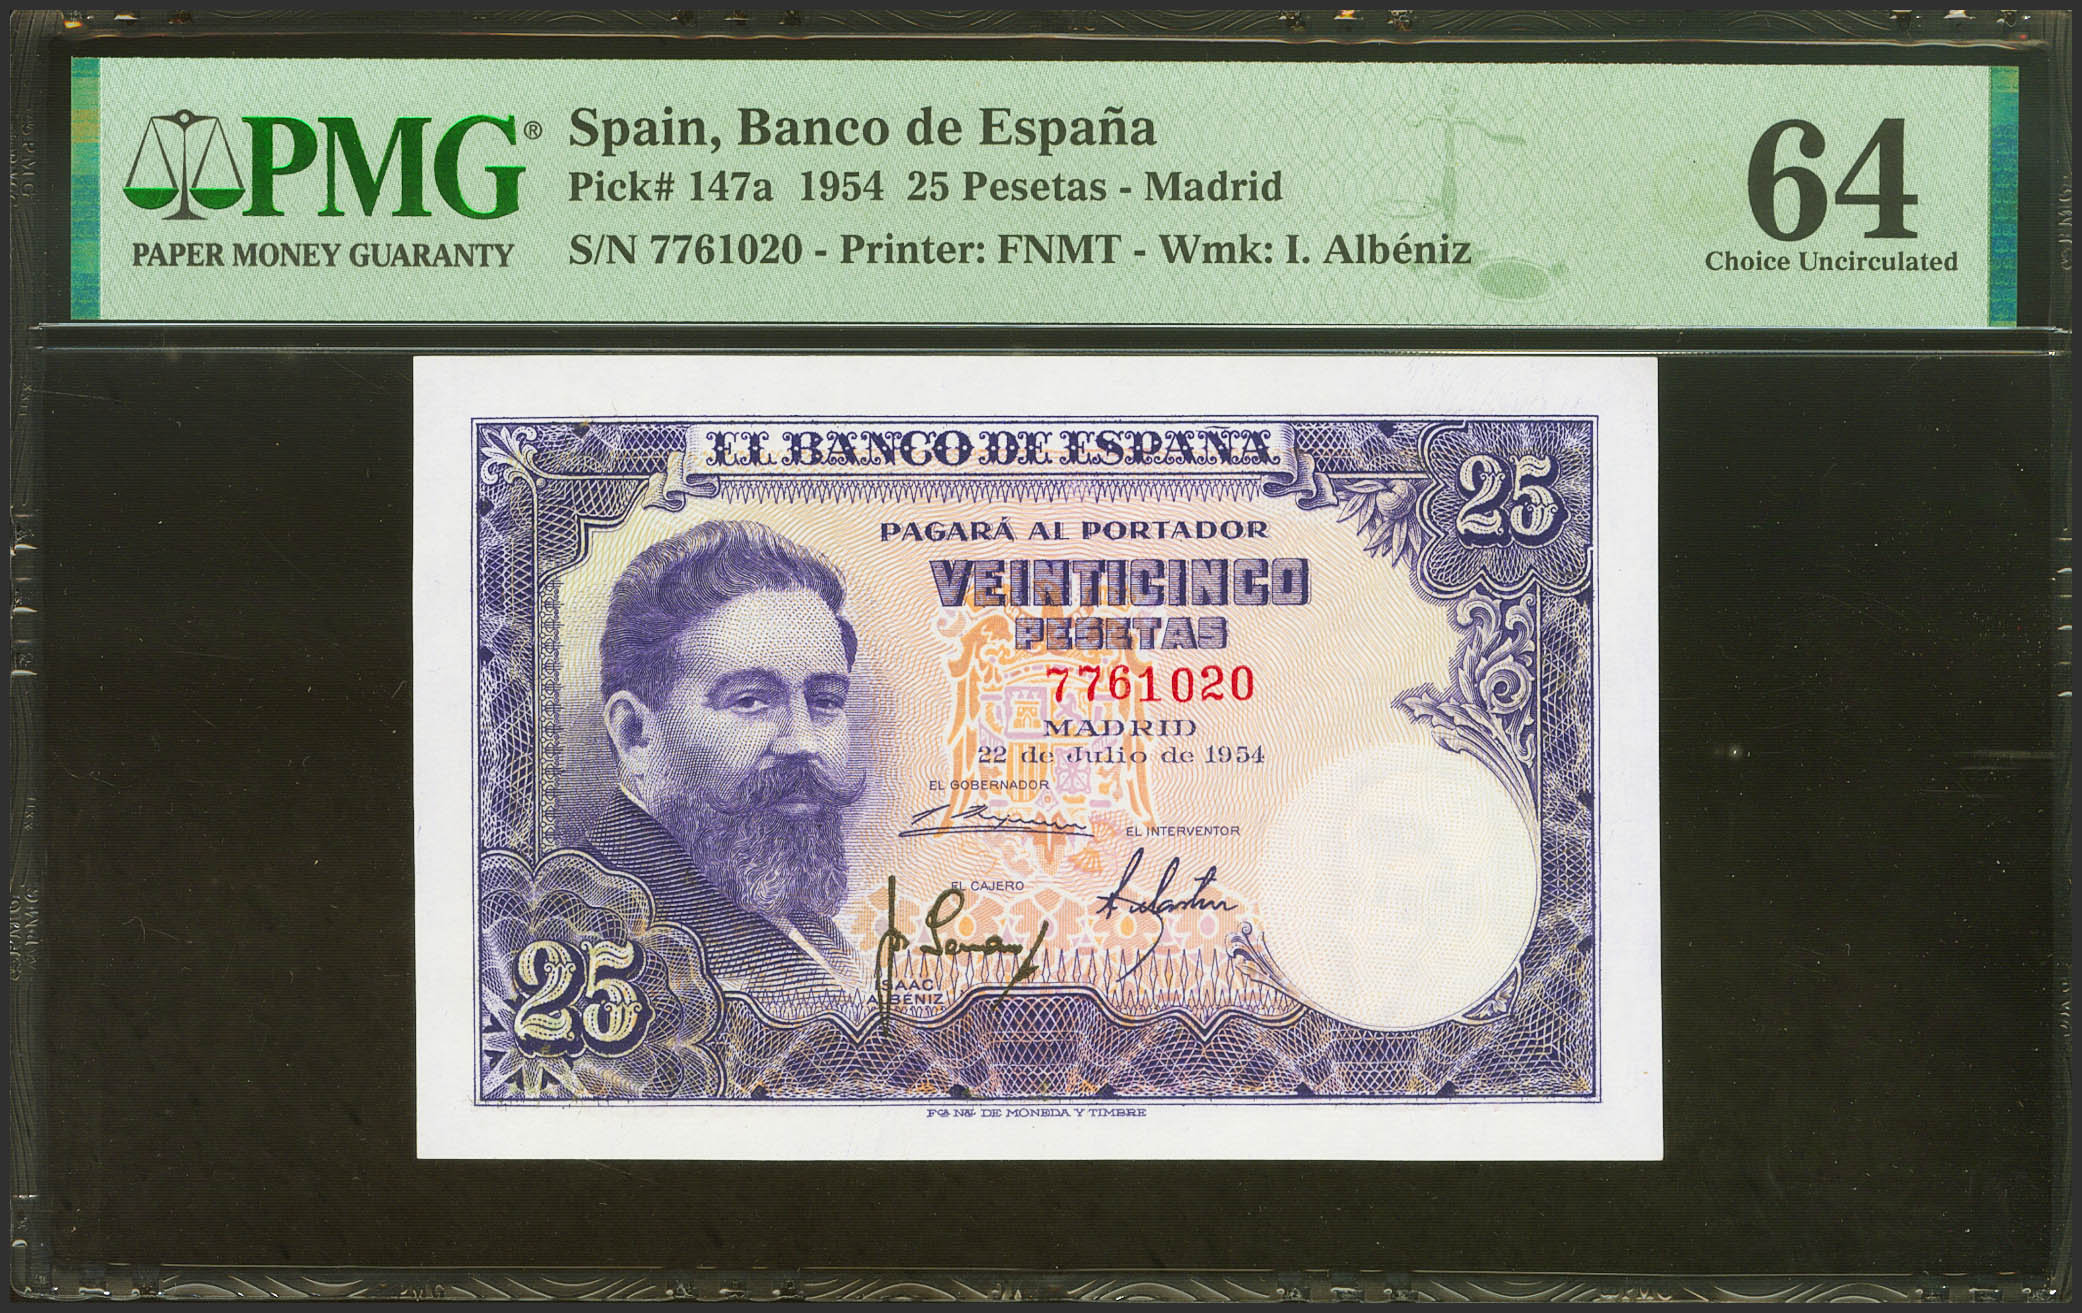 PMG®
PAPER MONEY GUARANTY
Spain, Banco de España
Pick# 147a 1954 25 Pesetas - Madrid
S/N 7761020 - Printer: FNMT - Wmk: I. Albéniz
64
Choice Uncirculated
EL BANCO DE ESPAÑA
25
PAGARÁ AL PORTADOR
VEINTICINCO
PESETAS
7761020
MADRID
22 de Julio de 1954
EL GOBERNADOR
EL INTERVENTOR
EL CAJERO
25
ISAAC
ALBÉNIZ
FCA. NAL. DE MONEDA Y TIMBRE